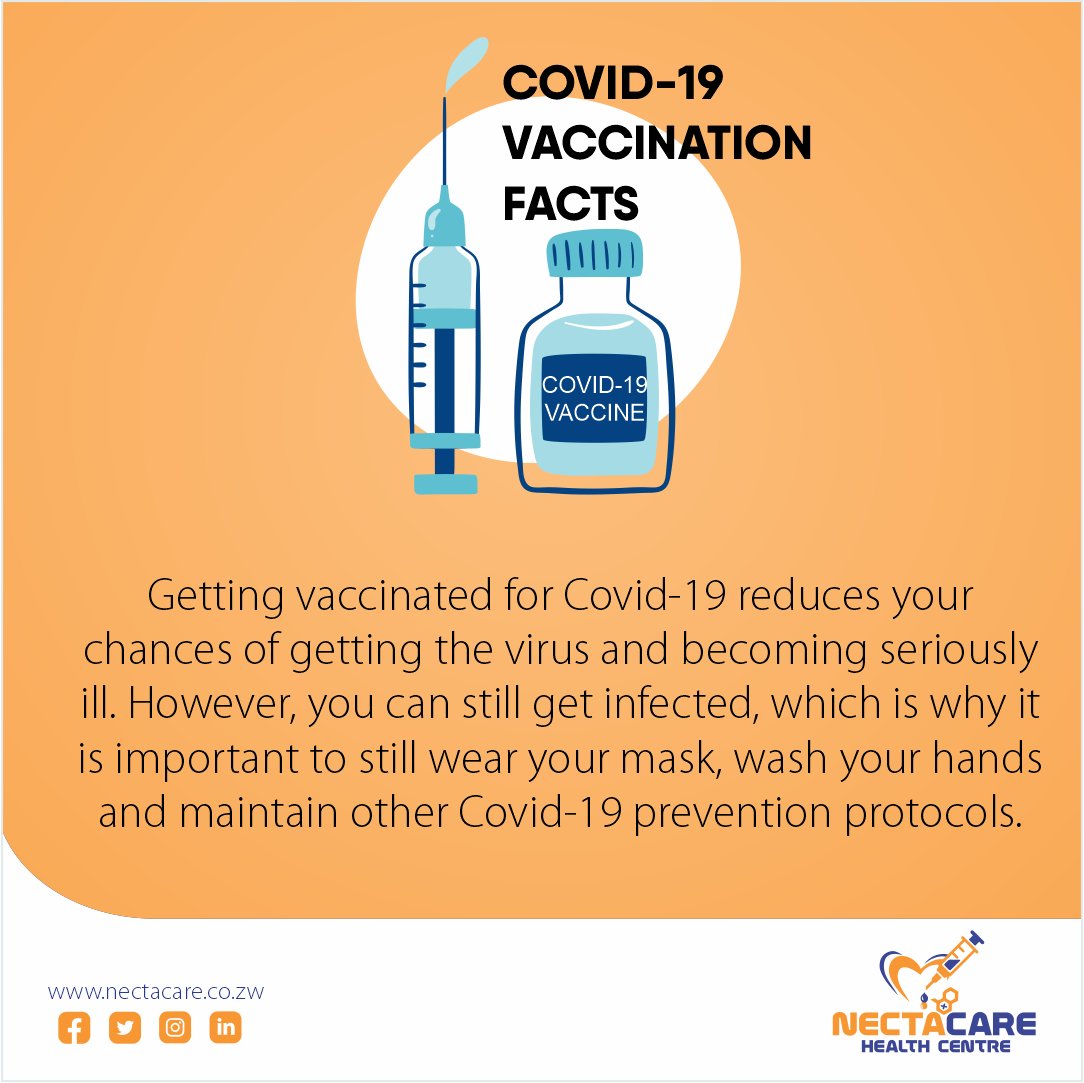 COVID-19
VACCINATION
FACTS
COVID-19
VACCINE
Getting vaccinated for Covid-19 reduces your
chances of getting the virus and becoming seriously
ill. However, you can still get infected, which is why it
is important to still wear your mask, wash your hands
and maintain other Covid-19 prevention protocols.
www.nectacare.co.zw
NECTACARE
HEALTH CENTRE